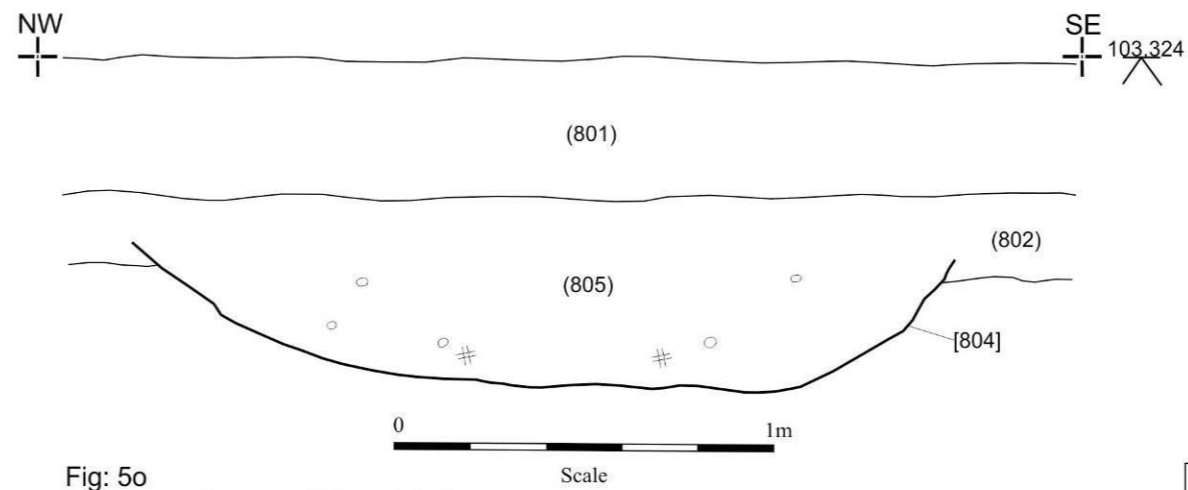 NW
SE
103.324
(801)
(802)
(805)
[804]
0 1m
Scale
Fig: 5o